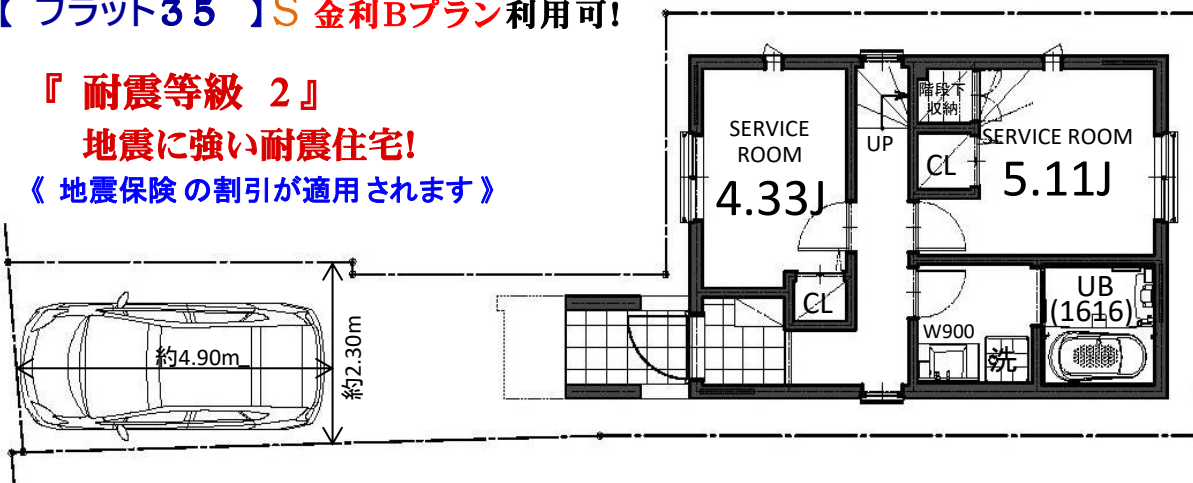 【 フラット３５ 】S 金利Bプラン利用可!
『 耐震等級 2』
地震に強い耐震住宅!
《 地震保険の割引が適用されます》
約4.90m
約2.30m
SERVICE
ROOM
4.33J
UP
階段下
収納
CL
SERVICE ROOM
5.11J
CL
W900
洗
UB
(1616)